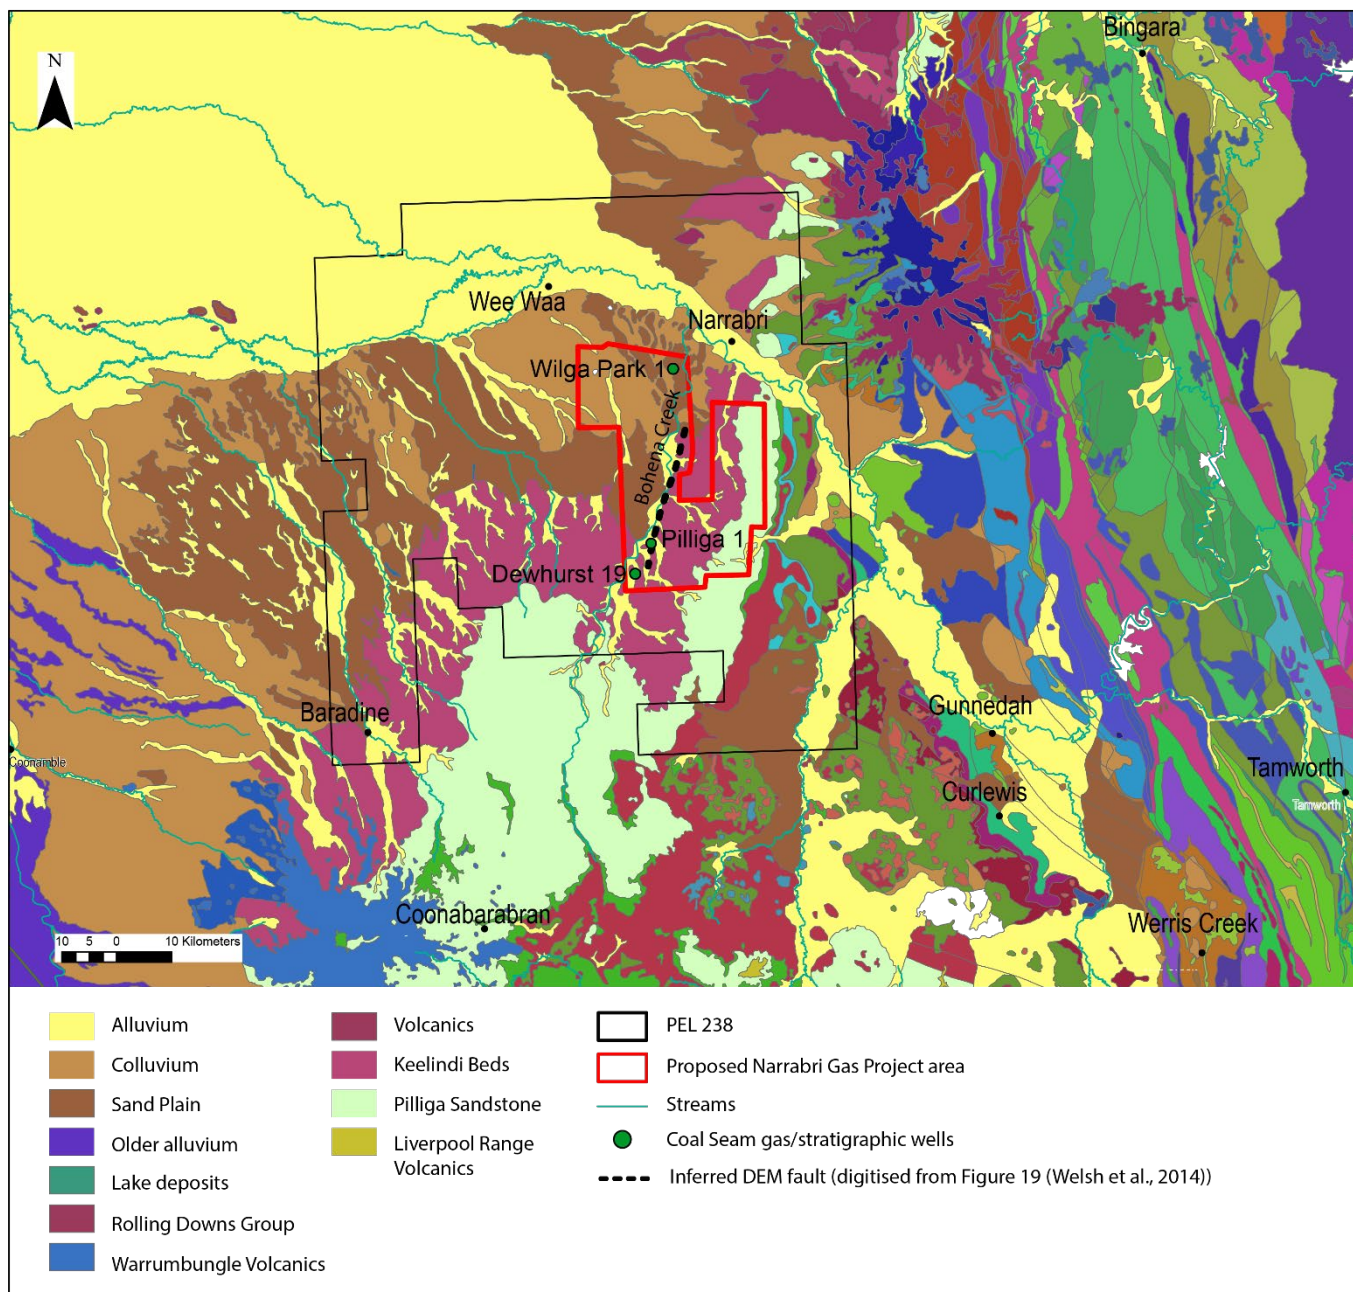 Bingara
N
Wee Waa
Narrabri
Wilga Park 1
Bohena Creek
Pilliga 1
Dewhurst 19
Baradine
Gunnedah
Coonamble
Tamworth
Curlewis
Tamworth
Coonabarabran
Werris Creek
10 5 0 10 Kilometers
Alluvium
Colluvium
Sand Plain
Older alluvium
Lake deposits
Rolling Downs Group
Warrumbungle Volcanics
Volcanics
Keelindi Beds
Pilliga Sandstone
Liverpool Range
Volcanics
PEL 238
Proposed Narrabri Gas Project area
Streams
Coal Seam gas/stratigraphic wells
Inferred DEM fault (digitised from Figure 19 (Welsh et al., 2014))